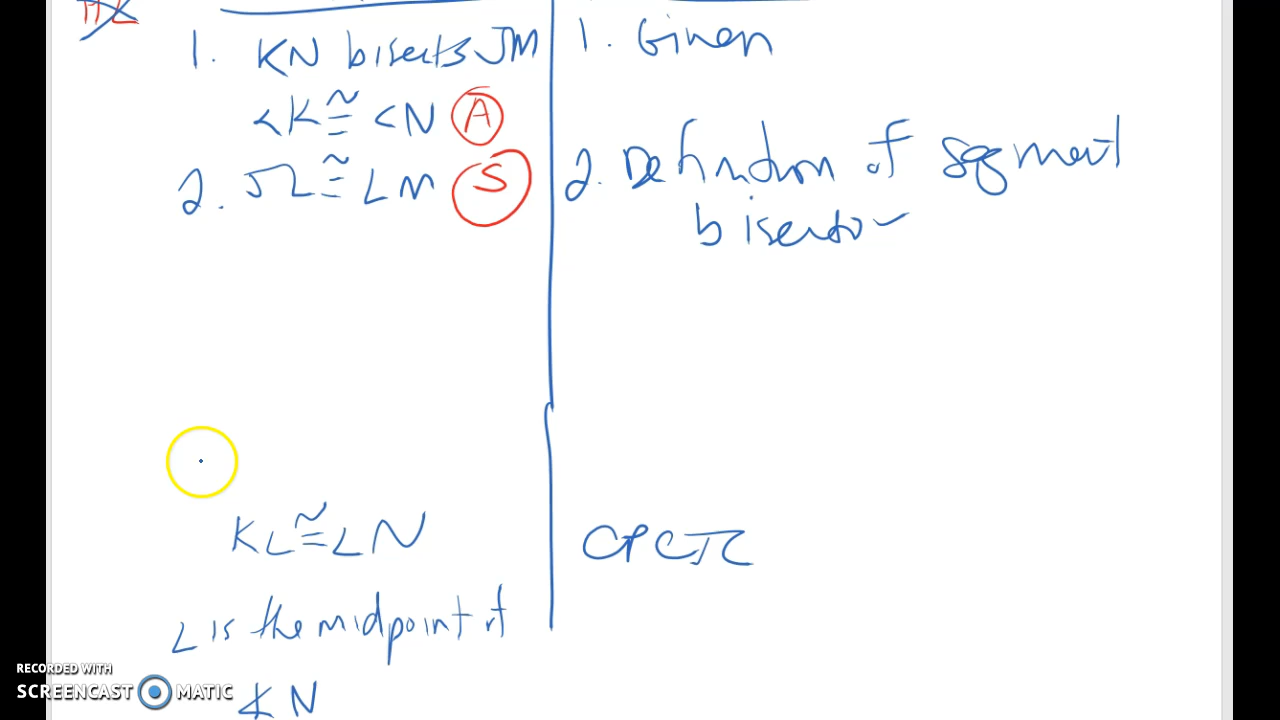 HL
1. KN bisects JM
1. Given
<K ≅ <N A
2. JL ≅ LM S
2. Definition of segment
bisector
KL ≅ LN
CPCTC
L is the midpoint of
KN
RECORDED WITH
SCREENCAST MATIC